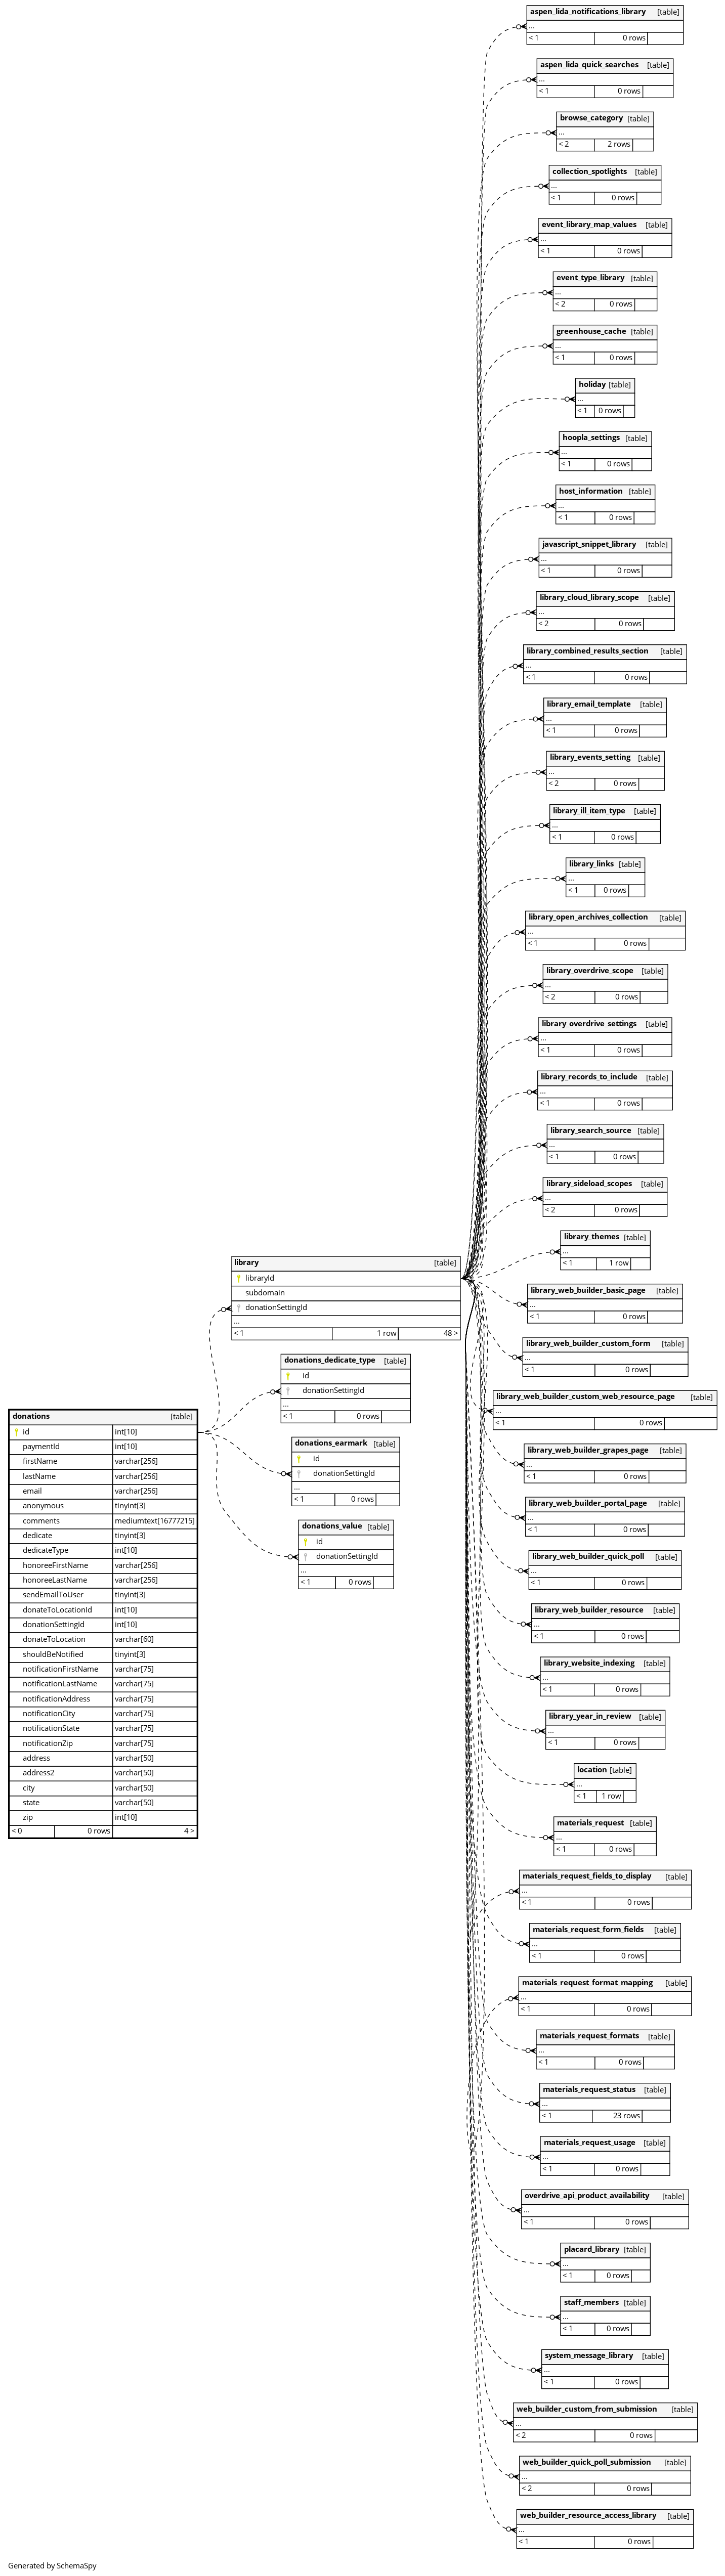 aspen_lida_notifications_library [table]
...
< 1 0 rows
aspen_lida_quick_searches [table]
...
< 1 0 rows
browse_category [table]
...
< 2 2 rows
collection_spotlights [table]
...
< 1 0 rows
event_library_map_values [table]
...
< 1 0 rows
event_type_library [table]
...
< 2 0 rows
greenhouse_cache [table]
...
< 1 0 rows
holiday [table]
...
< 1 0 rows
hoopla_settings [table]
...
< 1 0 rows
host_information [table]
...
< 1 0 rows
javascript_snippet_library [table]
...
< 1 0 rows
library_cloud_library_scope [table]
...
< 2 0 rows
library_combined_results_section [table]
...
< 1 0 rows
library_email_template [table]
...
< 1 0 rows
library_events_setting [table]
...
< 2 0 rows
library_ill_item_type [table]
...
< 1 0 rows
library_links [table]
...
< 1 0 rows
library_open_archives_collection [table]
...
< 1 0 rows
library_overdrive_scope [table]
...
< 2 0 rows
library_overdrive_settings [table]
...
< 1 0 rows
library_records_to_include [table]
...
< 1 0 rows
library_search_source [table]
...
< 1 0 rows
library_sideload_scopes [table]
...
< 2 0 rows
library_themes [table]
...
< 1 1 row
library [table]
libraryId
subdomain
donationSettingId
...
< 1 1 row 48 >
library_web_builder_basic_page [table]
...
< 1 0 rows
library_web_builder_custom_form [table]
...
< 1 0 rows
donations_dedicate_type [table]
id
donationSettingId
...
< 1 0 rows
library_web_builder_custom_web_resource_page [table]
...
< 1 0 rows
donations_earmark [table]
id
donationSettingId
...
< 1 0 rows
library_web_builder_grapes_page [table]
...
< 1 0 rows
library_web_builder_portal_page [table]
...
< 1 0 rows
donations_value [table]
id
donationSettingId
...
< 1 0 rows
donations [table]
id int[10]
paymentId int[10]
firstName varchar[256]
lastName varchar[256]
email varchar[256]
anonymous tinyint[3]
comments mediumtext[16777215]
dedicate tinyint[3]
dedicateType int[10]
honoreeFirstName varchar[256]
honoreeLastName varchar[256]
sendEmailToUser tinyint[3]
donateToLocationId int[10]
donationSettingId int[10]
donateToLocation varchar[60]
shouldBeNotified tinyint[3]
notificationFirstName varchar[75]
notificationLastName varchar[75]
notificationAddress varchar[75]
notificationCity varchar[75]
notificationState varchar[75]
notificationZip varchar[75]
address varchar[50]
address2 varchar[50]
city varchar[50]
state varchar[50]
zip int[10]
< 0 0 rows 4 >
library_web_builder_quick_poll [table]
...
< 1 0 rows
library_web_builder_resource [table]
...
< 1 0 rows
library_website_indexing [table]
...
< 1 0 rows
library_year_in_review [table]
...
< 1 0 rows
location [table]
...
< 1 1 row
materials_request [table]
...
< 1 0 rows
materials_request_fields_to_display [table]
...
< 1 0 rows
materials_request_form_fields [table]
...
< 1 0 rows
materials_request_format_mapping [table]
...
< 1 0 rows
materials_request_formats [table]
...
< 1 0 rows
materials_request_status [table]
...
< 1 23 rows
materials_request_usage [table]
...
< 1 0 rows
overdrive_api_product_availability [table]
...
< 1 0 rows
placard_library [table]
...
< 1 0 rows
staff_members [table]
...
< 1 0 rows
system_message_library [table]
...
< 1 0 rows
web_builder_custom_from_submission [table]
...
< 2 0 rows
web_builder_quick_poll_submission [table]
...
< 2 0 rows
web_builder_resource_access_library [table]
...
< 1 0 rows
Generated by SchemaSpy